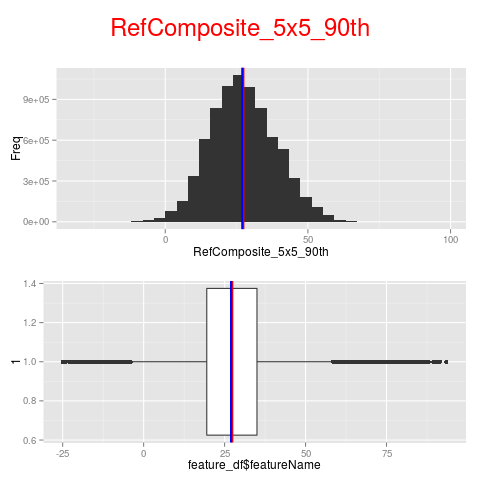 RefComposite_5x5_90th
9e+05
6e+05
3e+05
0e+00
Freq
0 50 100
RefComposite_5x5_90th
1.4
1.2
1.0
0.8
0.6
1
-25 0 25 50 75
feature_df$featureName